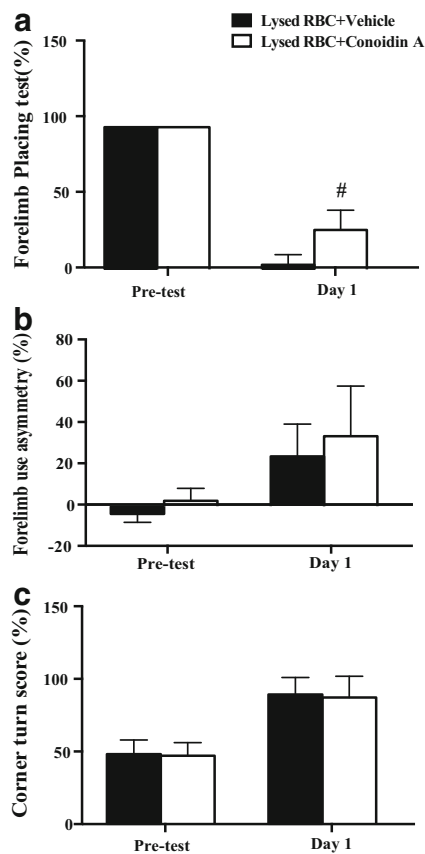 a
Lysed RBC+Vehicle
Lysed RBC+Conoidin A
Forelimb Placing test(%)
100
50
0
#
Pre-test
Day 1
b
Forelimb use asymmetry (%)
80
60
40
20
0
-20
Pre-test
Day 1
c
Corner turn score (%)
150
100
50
0
Pre-test
Day 1